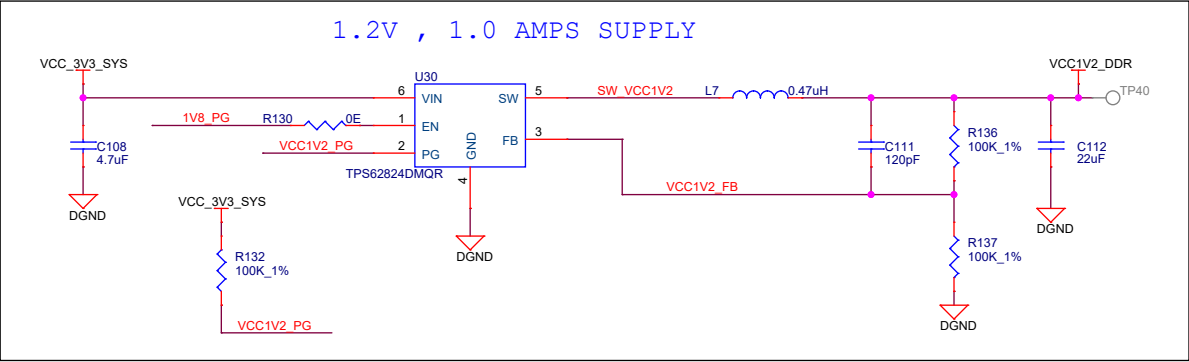 1.2V , 1.0 AMPS SUPPLY
VCC_3V3_SYS
U30
VCC1V2_DDR
6 VIN SW 5 SW_VCC1V2 L7 0.47uH TP40
1V8_PG R130 0E 1 EN
FB 3
C108
4.7uF
VCC1V2_PG 2 PG GND
C111
120pF
R136
100K_1%
C112
22uF
TPS62824DMQR
4
VCC1V2_FB
DGND
VCC_3V3_SYS
DGND
DGND
R132
100K_1%
R137
100K_1%
VCC1V2_PG
DGND